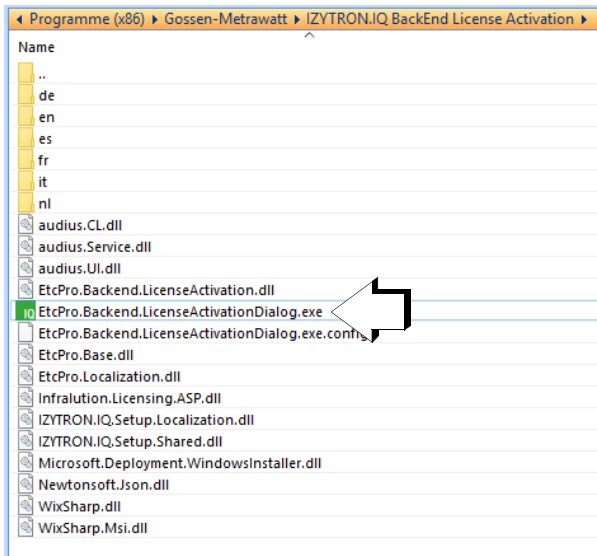 Programme (x86) Gossen-Metrawatt IZYTRON.IQ BackEnd License Activation
Name
..
de
en
es
fr
it
nl
audius.CL.dll
audius.Service.dll
audius.UI.dll
EtcPro.Backend.LicenseActivation.dll
IQ EtcPro.Backend.LicenseActivationDialog.exe
EtcPro.Backend.LicenseActivationDialog.exe.config
EtcPro.Base.dll
EtcPro.Localization.dll
Infralution.Licensing.ASP.dll
IZYTRON.IQ.Setup.Localization.dll
IZYTRON.IQ.Setup.Shared.dll
Microsoft.Deployment.WindowsInstaller.dll
Newtonsoft.Json.dll
WixSharp.dll
WixSharp.Msi.dll